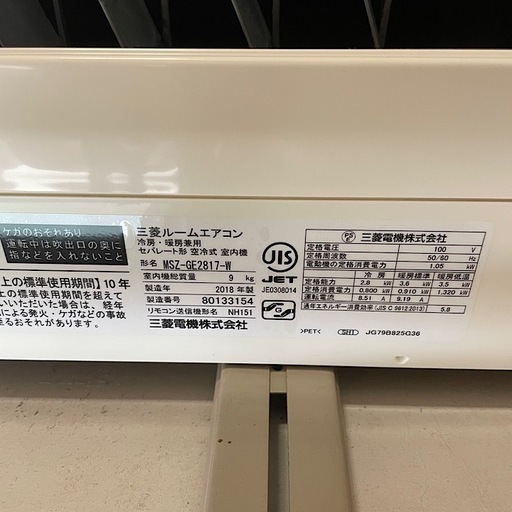 ケガのおそれあり
運転中は吹出口の奥に
指などを入れないこと
上の標準使用期間】10年
標準使用期間を超えて
いただいた場合は、経年
よる発火・ケガなどの事故
るおそれがあります。
三菱ルームエアコン
冷房・暖房兼用
セパレート形 空冷式 室内機
形名 MSZ-GE2817-W
室内機総質量 9 kg
製造年 2018 年製
製造番号 80133154
リモコン送信機形名 NH151
三菱電機株式会社
JIS
JET
JE0308014
PS E 三菱電機株式会社
定格電圧 100 V
定格周波数 50/60 Hz
電動機の定格消費電力 1.05 kW
冷房 暖房標準 暖房低温
定格能力 2.8 kW 3.6 kW 3.5 kW
定格消費電力 0.800 kW 0.910 kW 1.320 kW
運転電流 8.51 A 9.19 A
通年エネルギー消費効率 (JIS C 9612:2013) 5.8
>PET< SHI JG79B825G36